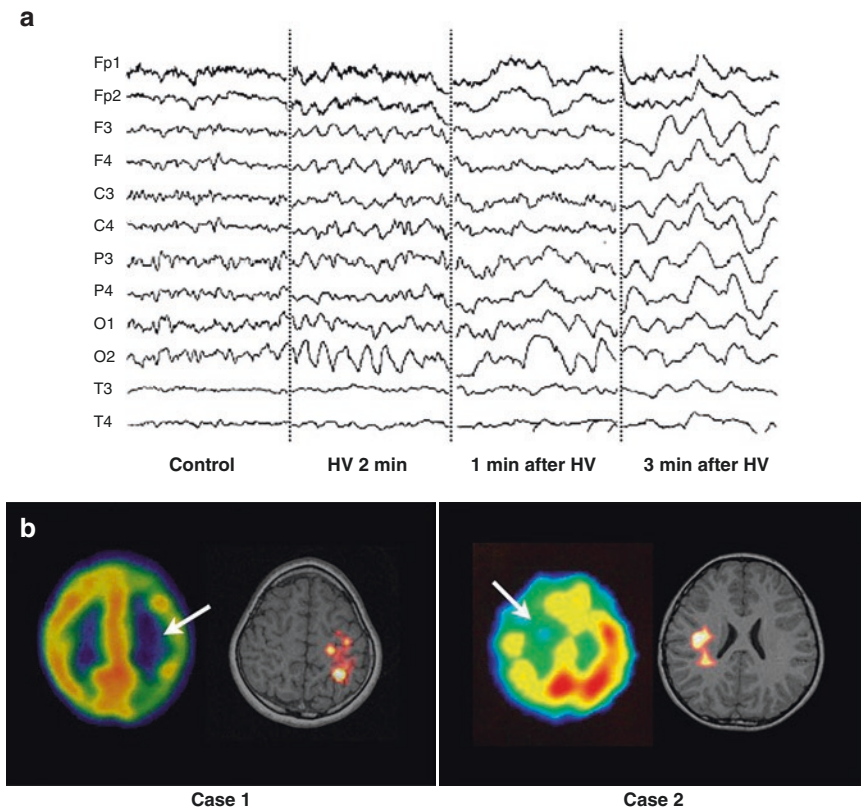 a
Fp1
Fp2
F3
F4
C3
C4
P3
P4
O1
O2
T3
T4
Control HV 2 min 1 min after HV 3 min after HV
b
Case 1 Case 2